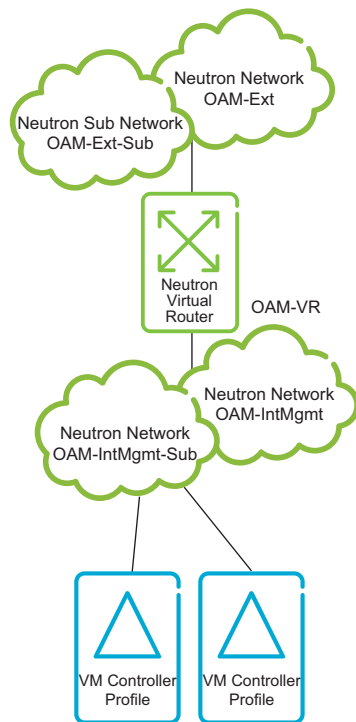 Neutron Network
OAM-Ext
Neutron Sub Network
OAM-Ext-Sub
Neutron
Virtual
Router
OAM-VR
Neutron Network
OAM-IntMgmt
Neutron Network
OAM-IntMgmt-Sub
VM Controller
Profile
VM Controller
Profile